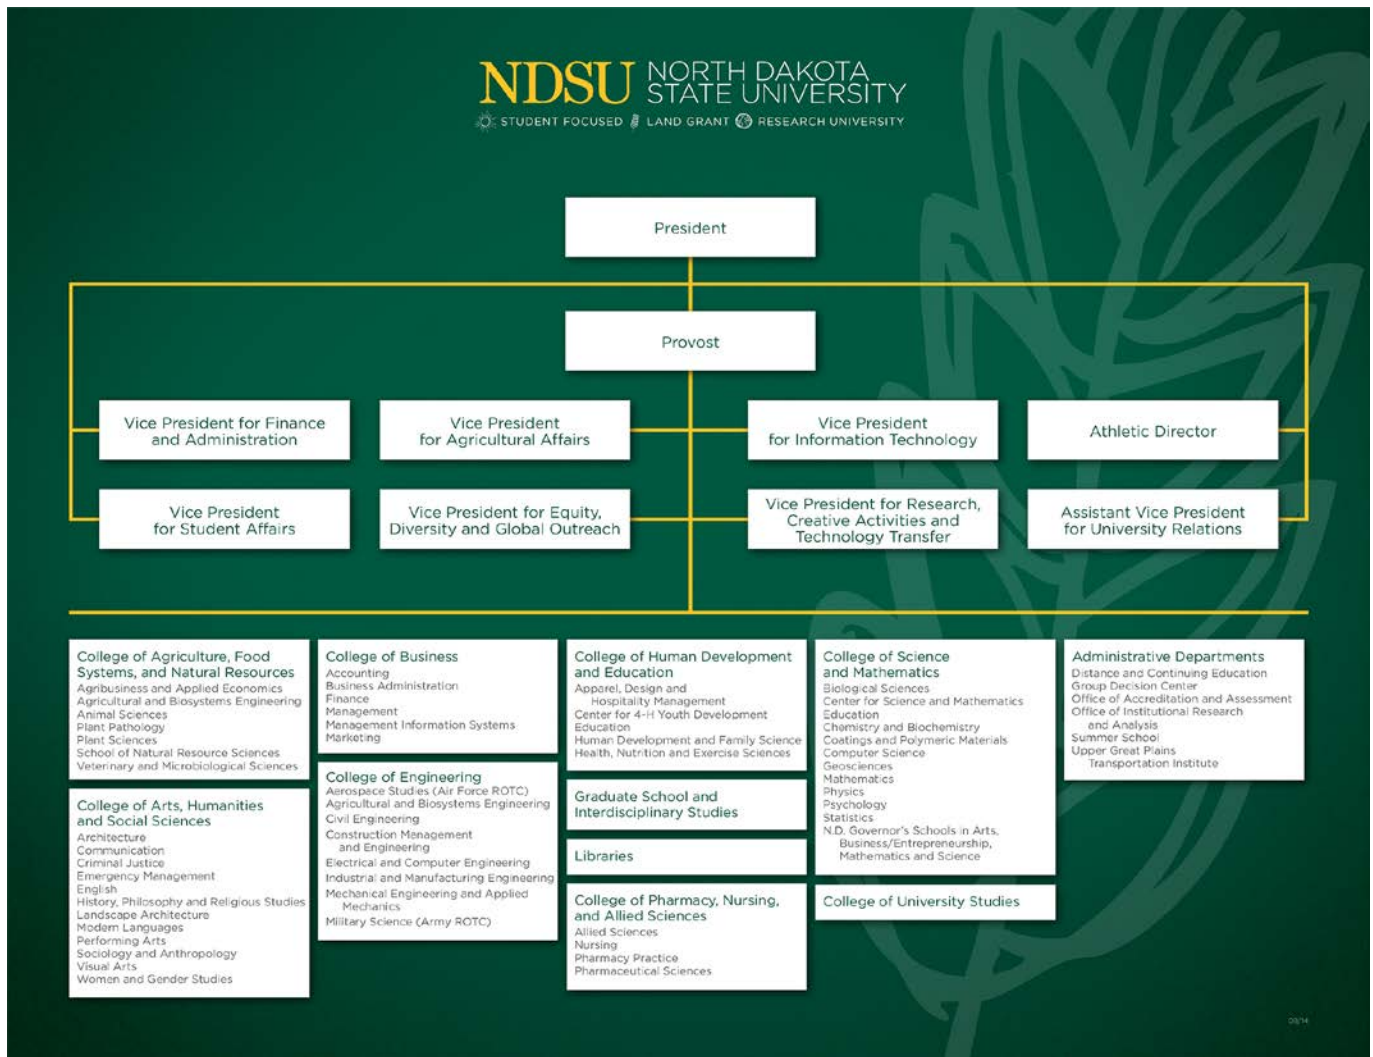 NDSU NORTH DAKOTA
STATE UNIVERSITY
STUDENT FOCUSED LAND GRANT RESEARCH UNIVERSITY
President
Provost
Vice President for Finance
and Administration
Vice President
for Agricultural Affairs
Vice President
for Information Technology
Athletic Director
Vice President
for Student Affairs
Vice President for Equity,
Diversity and Global Outreach
Vice President for Research,
Creative Activities and
Technology Transfer
Assistant Vice President
for University Relations
College of Agriculture, Food
Systems, and Natural Resources
Agribusiness and Applied Economics
Agricultural and Biosystems Engineering
Animal Sciences
Plant Pathology
Plant Sciences
School of Natural Resource Sciences
Veterinary and Microbiological Sciences
College of Arts, Humanities
and Social Sciences
Architecture
Communication
Criminal Justice
Emergency Management
English
History, Philosophy and Religious Studies
Landscape Architecture
Modern Languages
Performing Arts
Sociology and Anthropology
Visual Arts
Women and Gender Studies
College of Business
Accounting
Business Administration
Finance
Management
Management Information Systems
Marketing
College of Engineering
Aerospace Studies (Air Force ROTC)
Agricultural and Biosystems Engineering
Civil Engineering
Construction Management
and Engineering
Electrical and Computer Engineering
Industrial and Manufacturing Engineering
Mechanical Engineering and Applied
Mechanics
Military Science (Army ROTC)
College of Human Development
and Education
Apparel, Design and
Hospitality Management
Center for 4-H Youth Development
Education
Human Development and Family Science
Health, Nutrition and Exercise Sciences
Graduate School and
Interdisciplinary Studies
Libraries
College of Pharmacy, Nursing,
and Allied Sciences
Allied Sciences
Nursing
Pharmacy Practice
Pharmaceutical Sciences
College of Science
and Mathematics
Biological Sciences
Center for Science and Mathematics
Education
Chemistry and Biochemistry
Coatings and Polymeric Materials
Computer Science
Geosciences
Mathematics
Physics
Psychology
Statistics
N.D. Governor's Schools in Arts,
Business/Entrepreneurship,
Mathematics and Science
College of University Studies
Administrative Departments
Distance and Continuing Education
Group Decision Center
Office of Accreditation and Assessment
Office of Institutional Research
and Analysis
Summer School
Upper Great Plains
Transportation Institute